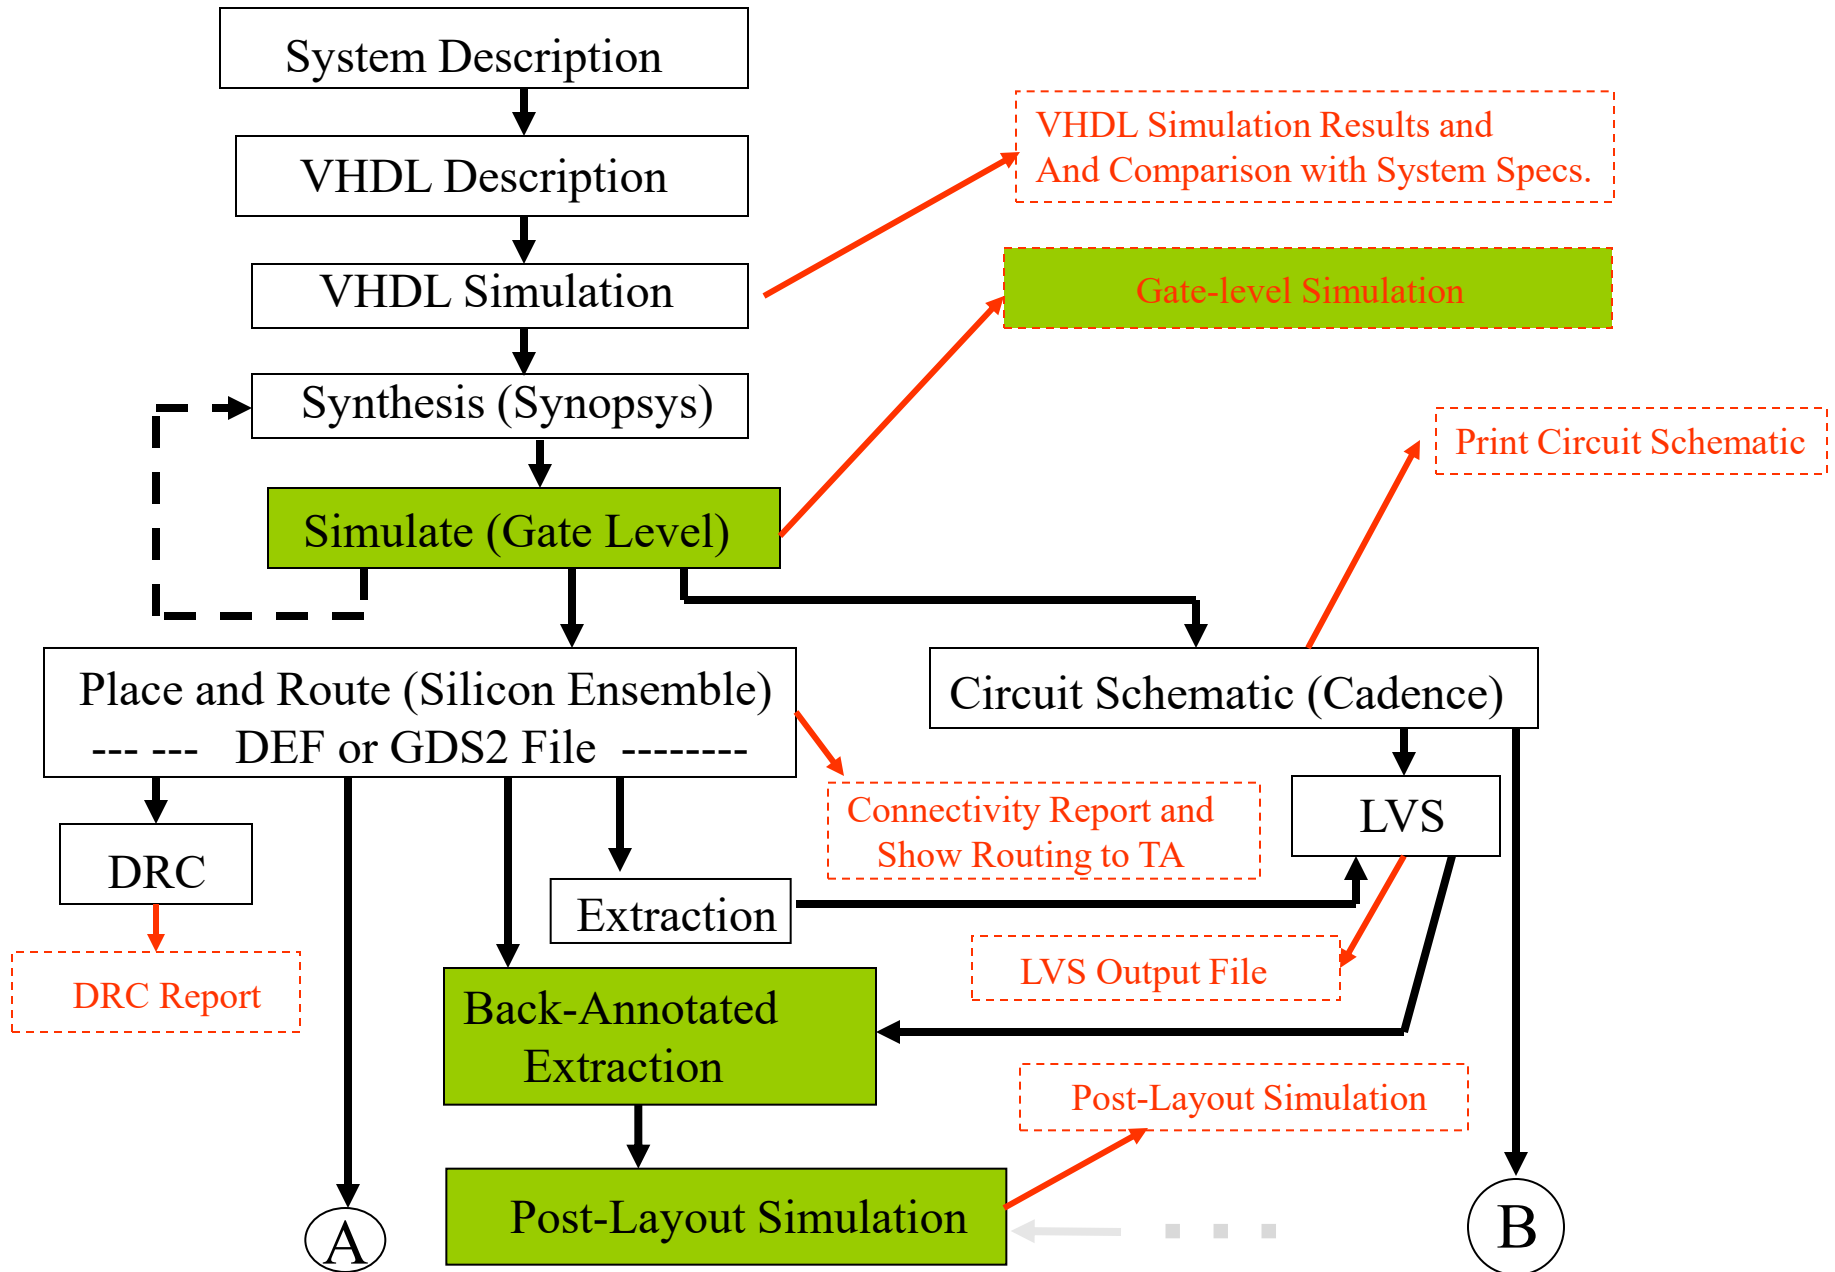 System Description
VHDL Description
VHDL Simulation Results and
And Comparison with System Specs.
VHDL Simulation
Gate-level Simulation
Synthesis (Synopsys)
Print Circuit Schematic
Simulate (Gate Level)
Place and Route (Silicon Ensemble)
--- --- DEF or GDS2 File --------
Circuit Schematic (Cadence)
Connectivity Report and
Show Routing to TA
LVS
DRC
Extraction
DRC Report
LVS Output File
Back-Annotated
Extraction
Post-Layout Simulation
Post-Layout Simulation
A
B